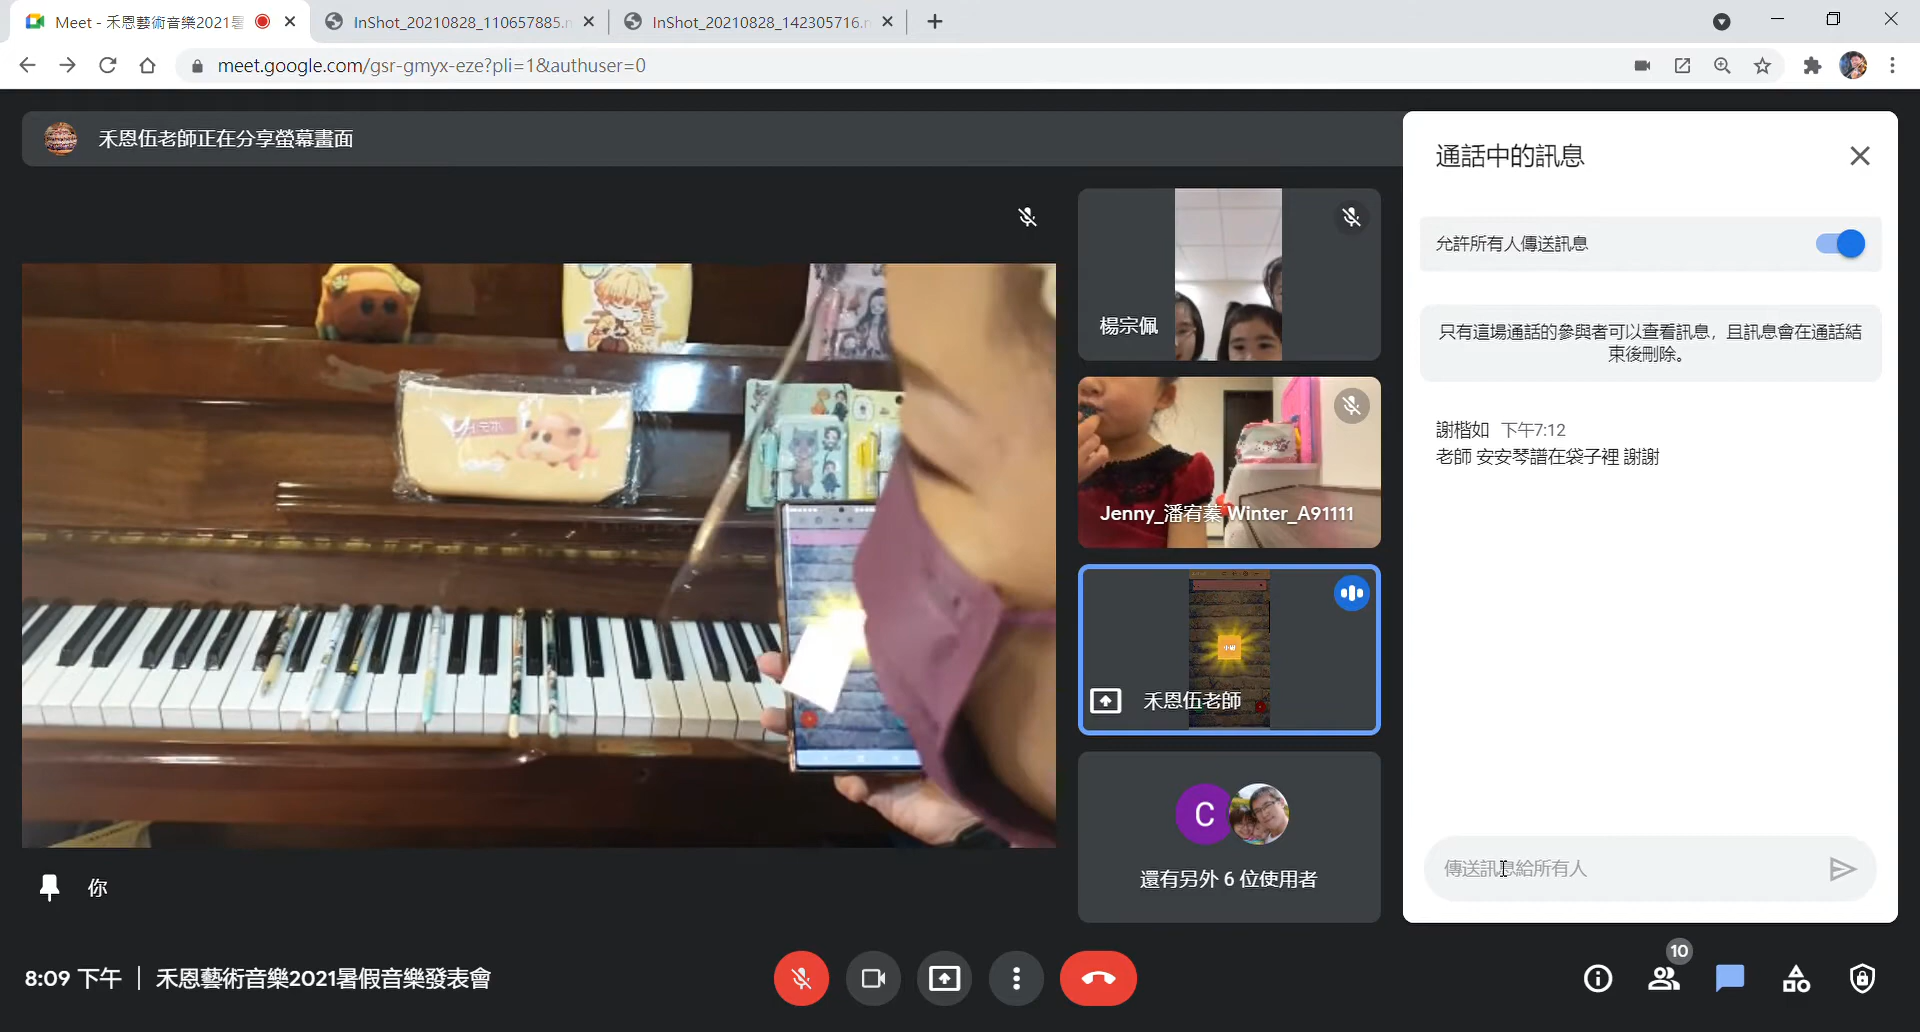 Meet - 禾恩藝術音樂2021暑
InShot_20210828_110657885.m
InShot_20210828_142305716.m
meet.google.com/gsr-gmyx-eze?pli=1&authuser=0
禾恩伍老師正在分享螢幕畫面
楊宗佩
Jenny_潘宥蓁 Winter_A91111
禾恩伍老師
C
還有另外 6 位使用者
你
通話中的訊息
允許所有人傳送訊息
只有這場通話的參與者可以查看訊息，且訊息會在通話結
束後刪除。
謝楷如 下午7:12
老師 安安琴譜在袋子裡 謝謝
傳送訊息給所有人
8:09 下午 | 禾恩藝術音樂2021暑假音樂發表會
10